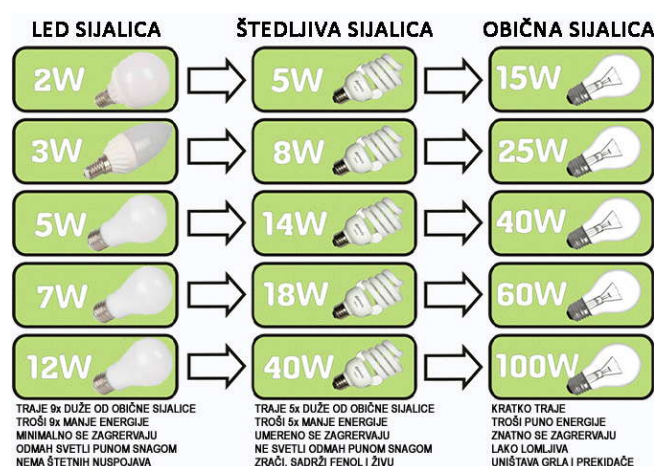 LED SIJALICA ŠTEDLJIVA SIJALICA OBIČNA SIJALICA
2W 5W 15W
3W 8W 25W
5W 14W 40W
7W 18W 60W
12W 40W 100W
TRAJE 9x DUŽE OD OBIČNE SIJALICE
TROŠI 9x MANJE ENERGIJE
MINIMALNO SE ZAGRERVAJU
ODMAH SVETLI PUNOM SNAGOM
NEMA ŠTETNIH NUSPOJAVA
TRAJE 5x DUŽE OD OBIČNE SIJALICE
TROŠI 5x MANJE ENERGIJE
UMERENO SE ZAGRERVAJU
NE SVETLI ODMAH PUNOM SNAGOM
ZRAČI, SADRŽI FENOL I ŽIVU
KRATKO TRAJE
TROŠI PUNO ENERGIJE
ZNATNO SE ZAGRERVAJU
LAKO LOMLJIVA
UNIŠTAVA GRLA I PREKIDAČE